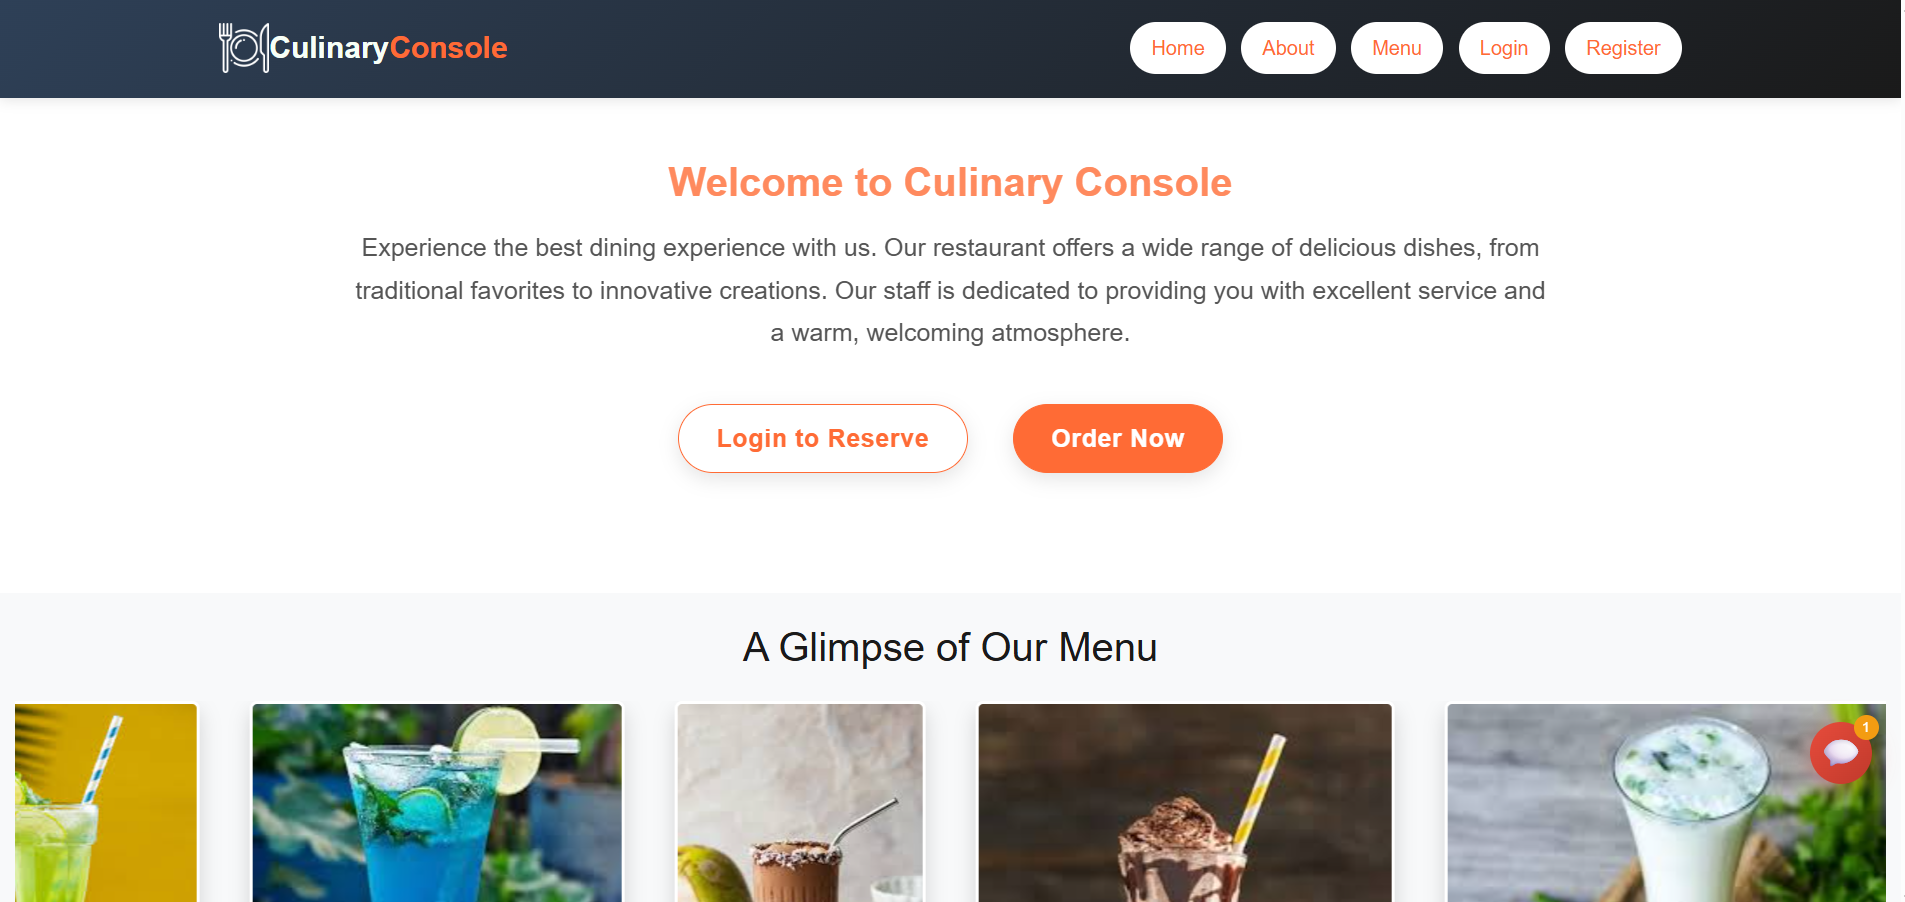 CulinaryConsole
Home
About
Menu
Login
Register
Welcome to Culinary Console
Experience the best dining experience with us. Our restaurant offers a wide range of delicious dishes, from
traditional favorites to innovative creations. Our staff is dedicated to providing you with excellent service and
a warm, welcoming atmosphere.
Login to Reserve
Order Now
A Glimpse of Our Menu
1